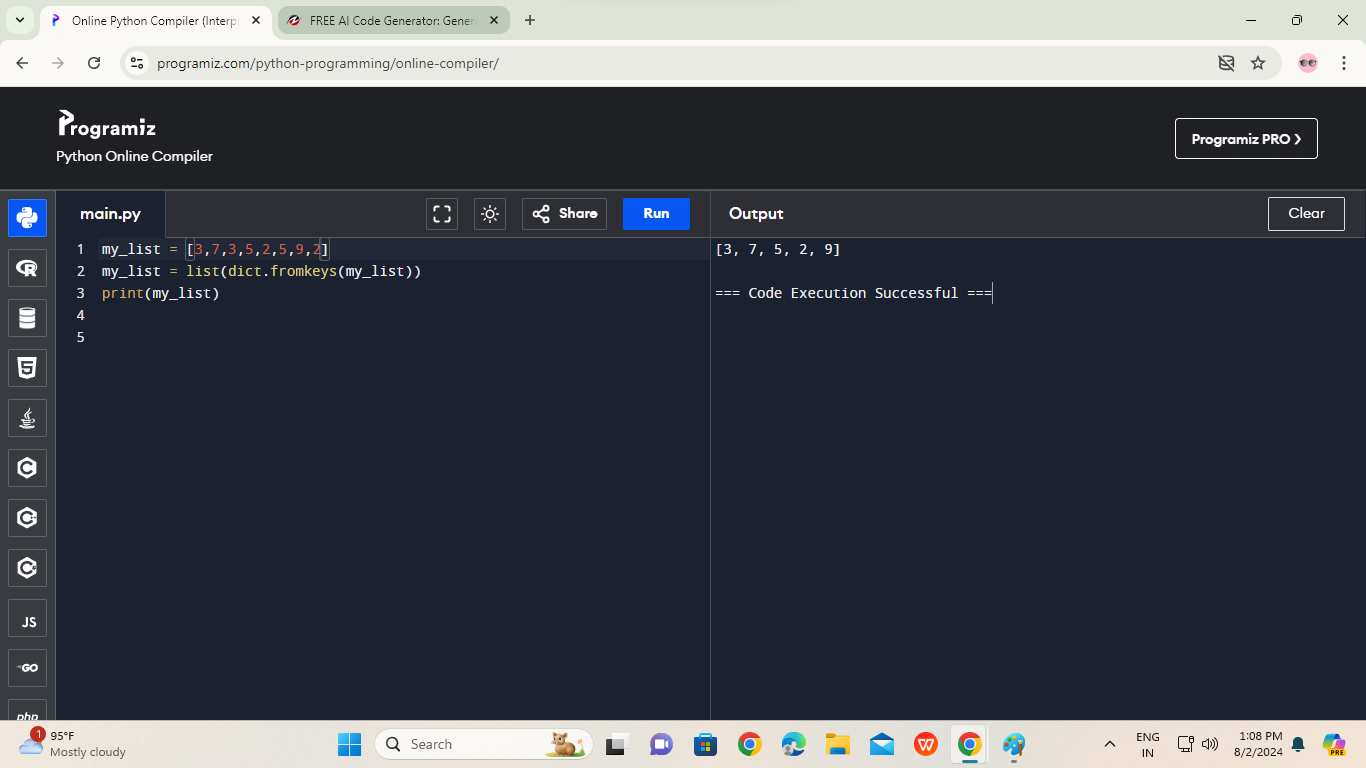 Online Python Compiler (Interp
FREE AI Code Generator: Gener
programiz.com/python-programming/online-compiler/
Programiz
Python Online Compiler
Programiz PRO ❯
main.py
Share
Run
Output
Clear
1 my_list = [3,7,3,5,2,5,9,2]
2 my_list = list(dict.fromkeys(my_list))
3 print(my_list)
4
5
[3, 7, 5, 2, 9]
=== Code Execution Successful ===
R
5
C
C
C
JS
GO
php
1
95°F
Mostly cloudy
Search
W
ENG
IN
1:08 PM
8/2/2024
PRE